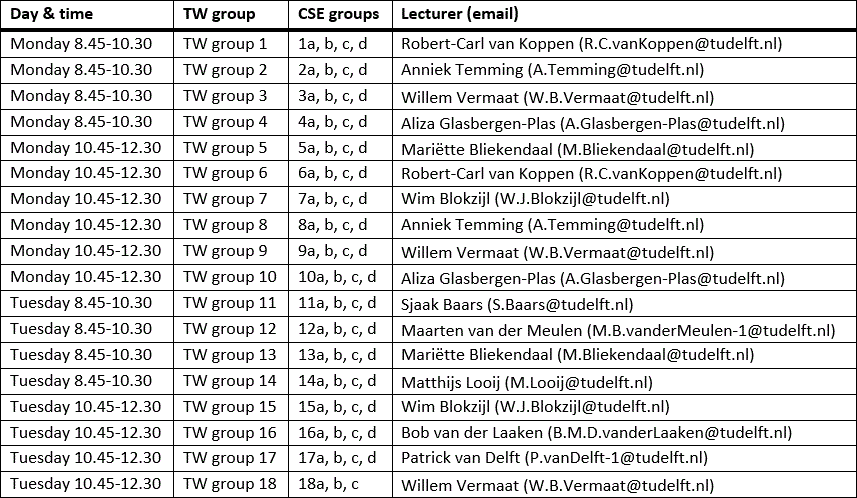 Day & time TW group CSE groups Lecturer (email)
Monday 8.45-10.30 TW group 1 1a, b, c, d Robert-Carl van Koppen (R.C.vanKoppen@tudelft.nl)
Monday 8.45-10.30 TW group 2 2a, b, c, d Anniek Temming (A.Temming@tudelft.nl)
Monday 8.45-10.30 TW group 3 3a, b, c, d Willem Vermaat (W.B.Vermaat@tudelft.nl)
Monday 8.45-10.30 TW group 4 4a, b, c, d Aliza Glasbergen-Plas (A.Glasbergen-Plas@tudelft.nl)
Monday 10.45-12.30 TW group 5 5a, b, c, d Mariëtte Bliekendaal (M.Bliekendaal@tudelft.nl)
Monday 10.45-12.30 TW group 6 6a, b, c, d Robert-Carl van Koppen (R.C.vanKoppen@tudelft.nl)
Monday 10.45-12.30 TW group 7 7a, b, c, d Wim Blokzijl (W.J.Blokzijl@tudelft.nl)
Monday 10.45-12.30 TW group 8 8a, b, c, d Anniek Temming (A.Temming@tudelft.nl)
Monday 10.45-12.30 TW group 9 9a, b, c, d Willem Vermaat (W.B.Vermaat@tudelft.nl)
Monday 10.45-12.30 TW group 10 10a, b, c, d Aliza Glasbergen-Plas (A.Glasbergen-Plas@tudelft.nl)
Tuesday 8.45-10.30 TW group 11 11a, b, c, d Sjaak Baars (S.Baars@tudelft.nl)
Tuesday 8.45-10.30 TW group 12 12a, b, c, d Maarten van der Meulen (M.B.vanderMeulen-1@tudelft.nl)
Tuesday 8.45-10.30 TW group 13 13a, b, c, d Mariëtte Bliekendaal (M.Bliekendaal@tudelft.nl)
Tuesday 8.45-10.30 TW group 14 14a, b, c, d Matthijs Looij (M.Looij@tudelft.nl)
Tuesday 10.45-12.30 TW group 15 15a, b, c, d Wim Blokzijl (W.J.Blokzijl@tudelft.nl)
Tuesday 10.45-12.30 TW group 16 16a, b, c, d Bob van der Laaken (B.M.D.vanderLaaken@tudelft.nl)
Tuesday 10.45-12.30 TW group 17 17a, b, c, d Patrick van Delft (P.vanDelft-1@tudelft.nl)
Tuesday 10.45-12.30 TW group 18 18a, b, c Willem Vermaat (W.B.Vermaat@tudelft.nl)